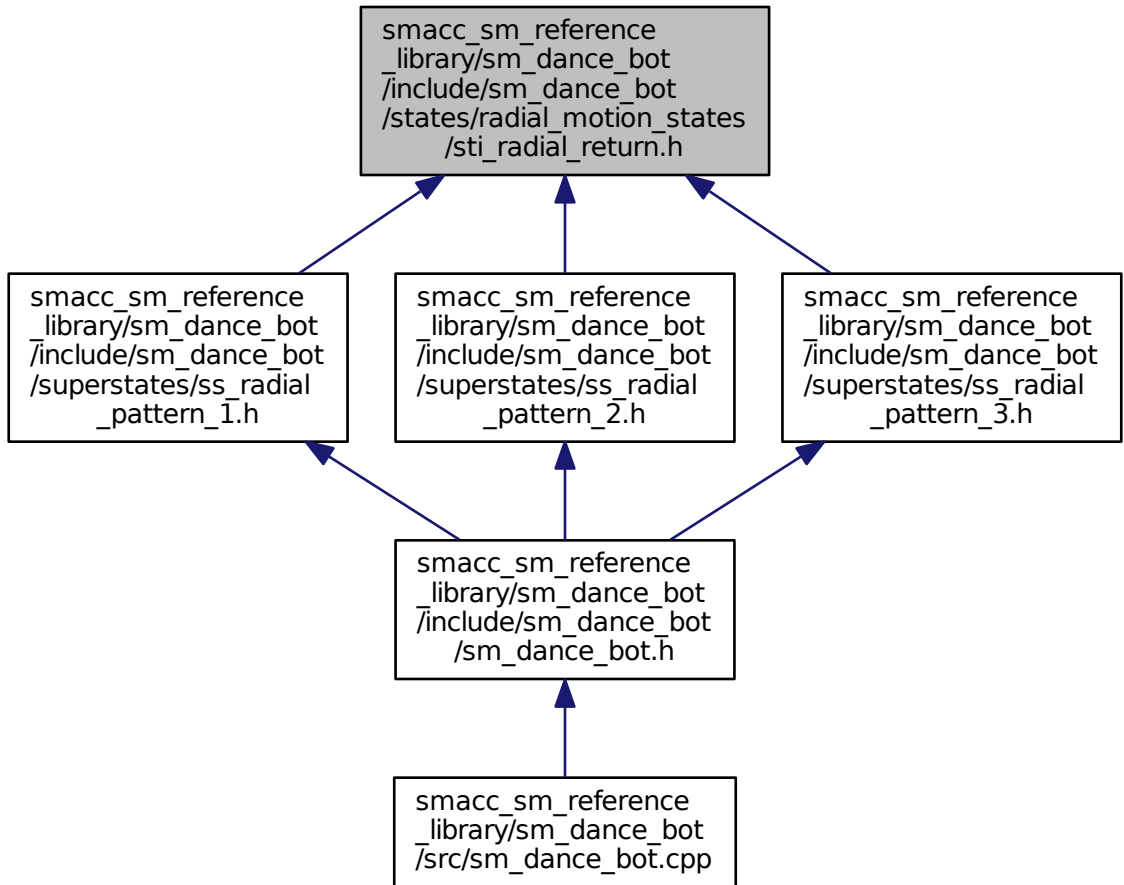 smacc_sm_reference
_library/sm_dance_bot
/include/sm_dance_bot
/states/radial_motion_states
/sti_radial_return.h
smacc_sm_reference
_library/sm_dance_bot
/include/sm_dance_bot
/superstates/ss_radial
_pattern_1.h
smacc_sm_reference
_library/sm_dance_bot
/include/sm_dance_bot
/superstates/ss_radial
_pattern_2.h
smacc_sm_reference
_library/sm_dance_bot
/include/sm_dance_bot
/superstates/ss_radial
_pattern_3.h
smacc_sm_reference
_library/sm_dance_bot
/include/sm_dance_bot
/sm_dance_bot.h
smacc_sm_reference
_library/sm_dance_bot
/src/sm_dance_bot.cpp